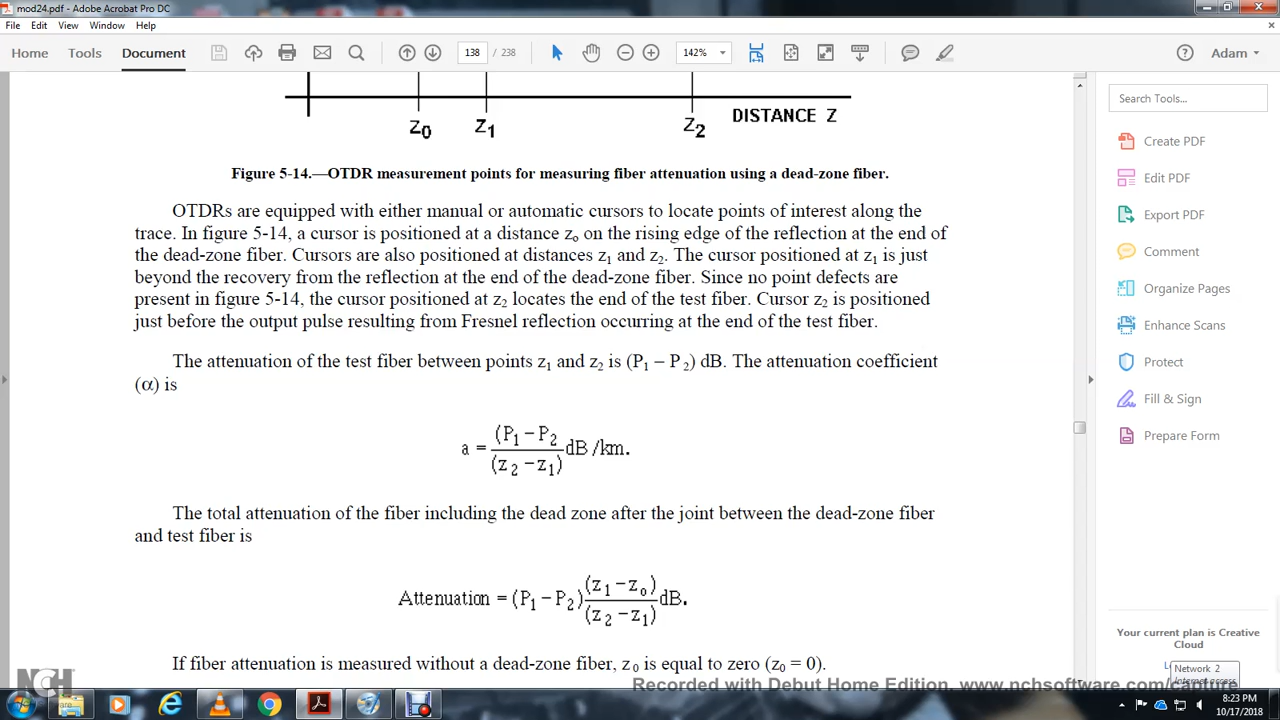 mod24.pdf - Adobe Acrobat Pro DC
File Edit View Window Help
Home Tools Document 138 / 238 142% Adam
DISTANCE Z
Z0 Z1 Z2
Figure 5-14.—OTDR measurement points for measuring fiber attenuation using a dead-zone fiber.
OTDRs are equipped with either manual or automatic cursors to locate points of interest along the
trace. In figure 5-14, a cursor is positioned at a distance zo on the rising edge of the reflection at the end of
the dead-zone fiber. Cursors are also positioned at distances z1 and z2. The cursor positioned at z1 is just
beyond the recovery from the reflection at the end of the dead-zone fiber. Since no point defects are
present in figure 5-14, the cursor positioned at z2 locates the end of the test fiber. Cursor z2 is positioned
just before the output pulse resulting from Fresnel reflection occurring at the end of the test fiber.
The attenuation of the test fiber between points z1 and z2 is (P1 − P2) dB. The attenuation coefficient
(α) is
a = (P1 − P2 / (z2 − z1) dB/km.
The total attenuation of the fiber including the dead zone after the joint between the dead-zone fiber
and test fiber is
Attenuation = (P1 − P2) (z1 − zo) / (z2 − z1) dB.
If fiber attenuation is measured without a dead-zone fiber, z0 is equal to zero (z0 = 0).
Search Tools...
Create PDF
Edit PDF
Export PDF
Comment
Organize Pages
Enhance Scans
Protect
Fill & Sign
Prepare Form
Your current plan is Creative
Cloud
Network 2
Internet access
NCH
Recorded with Debut Home Edition. www.nchsoftware.com/capture
8:23 PM
10/17/2018